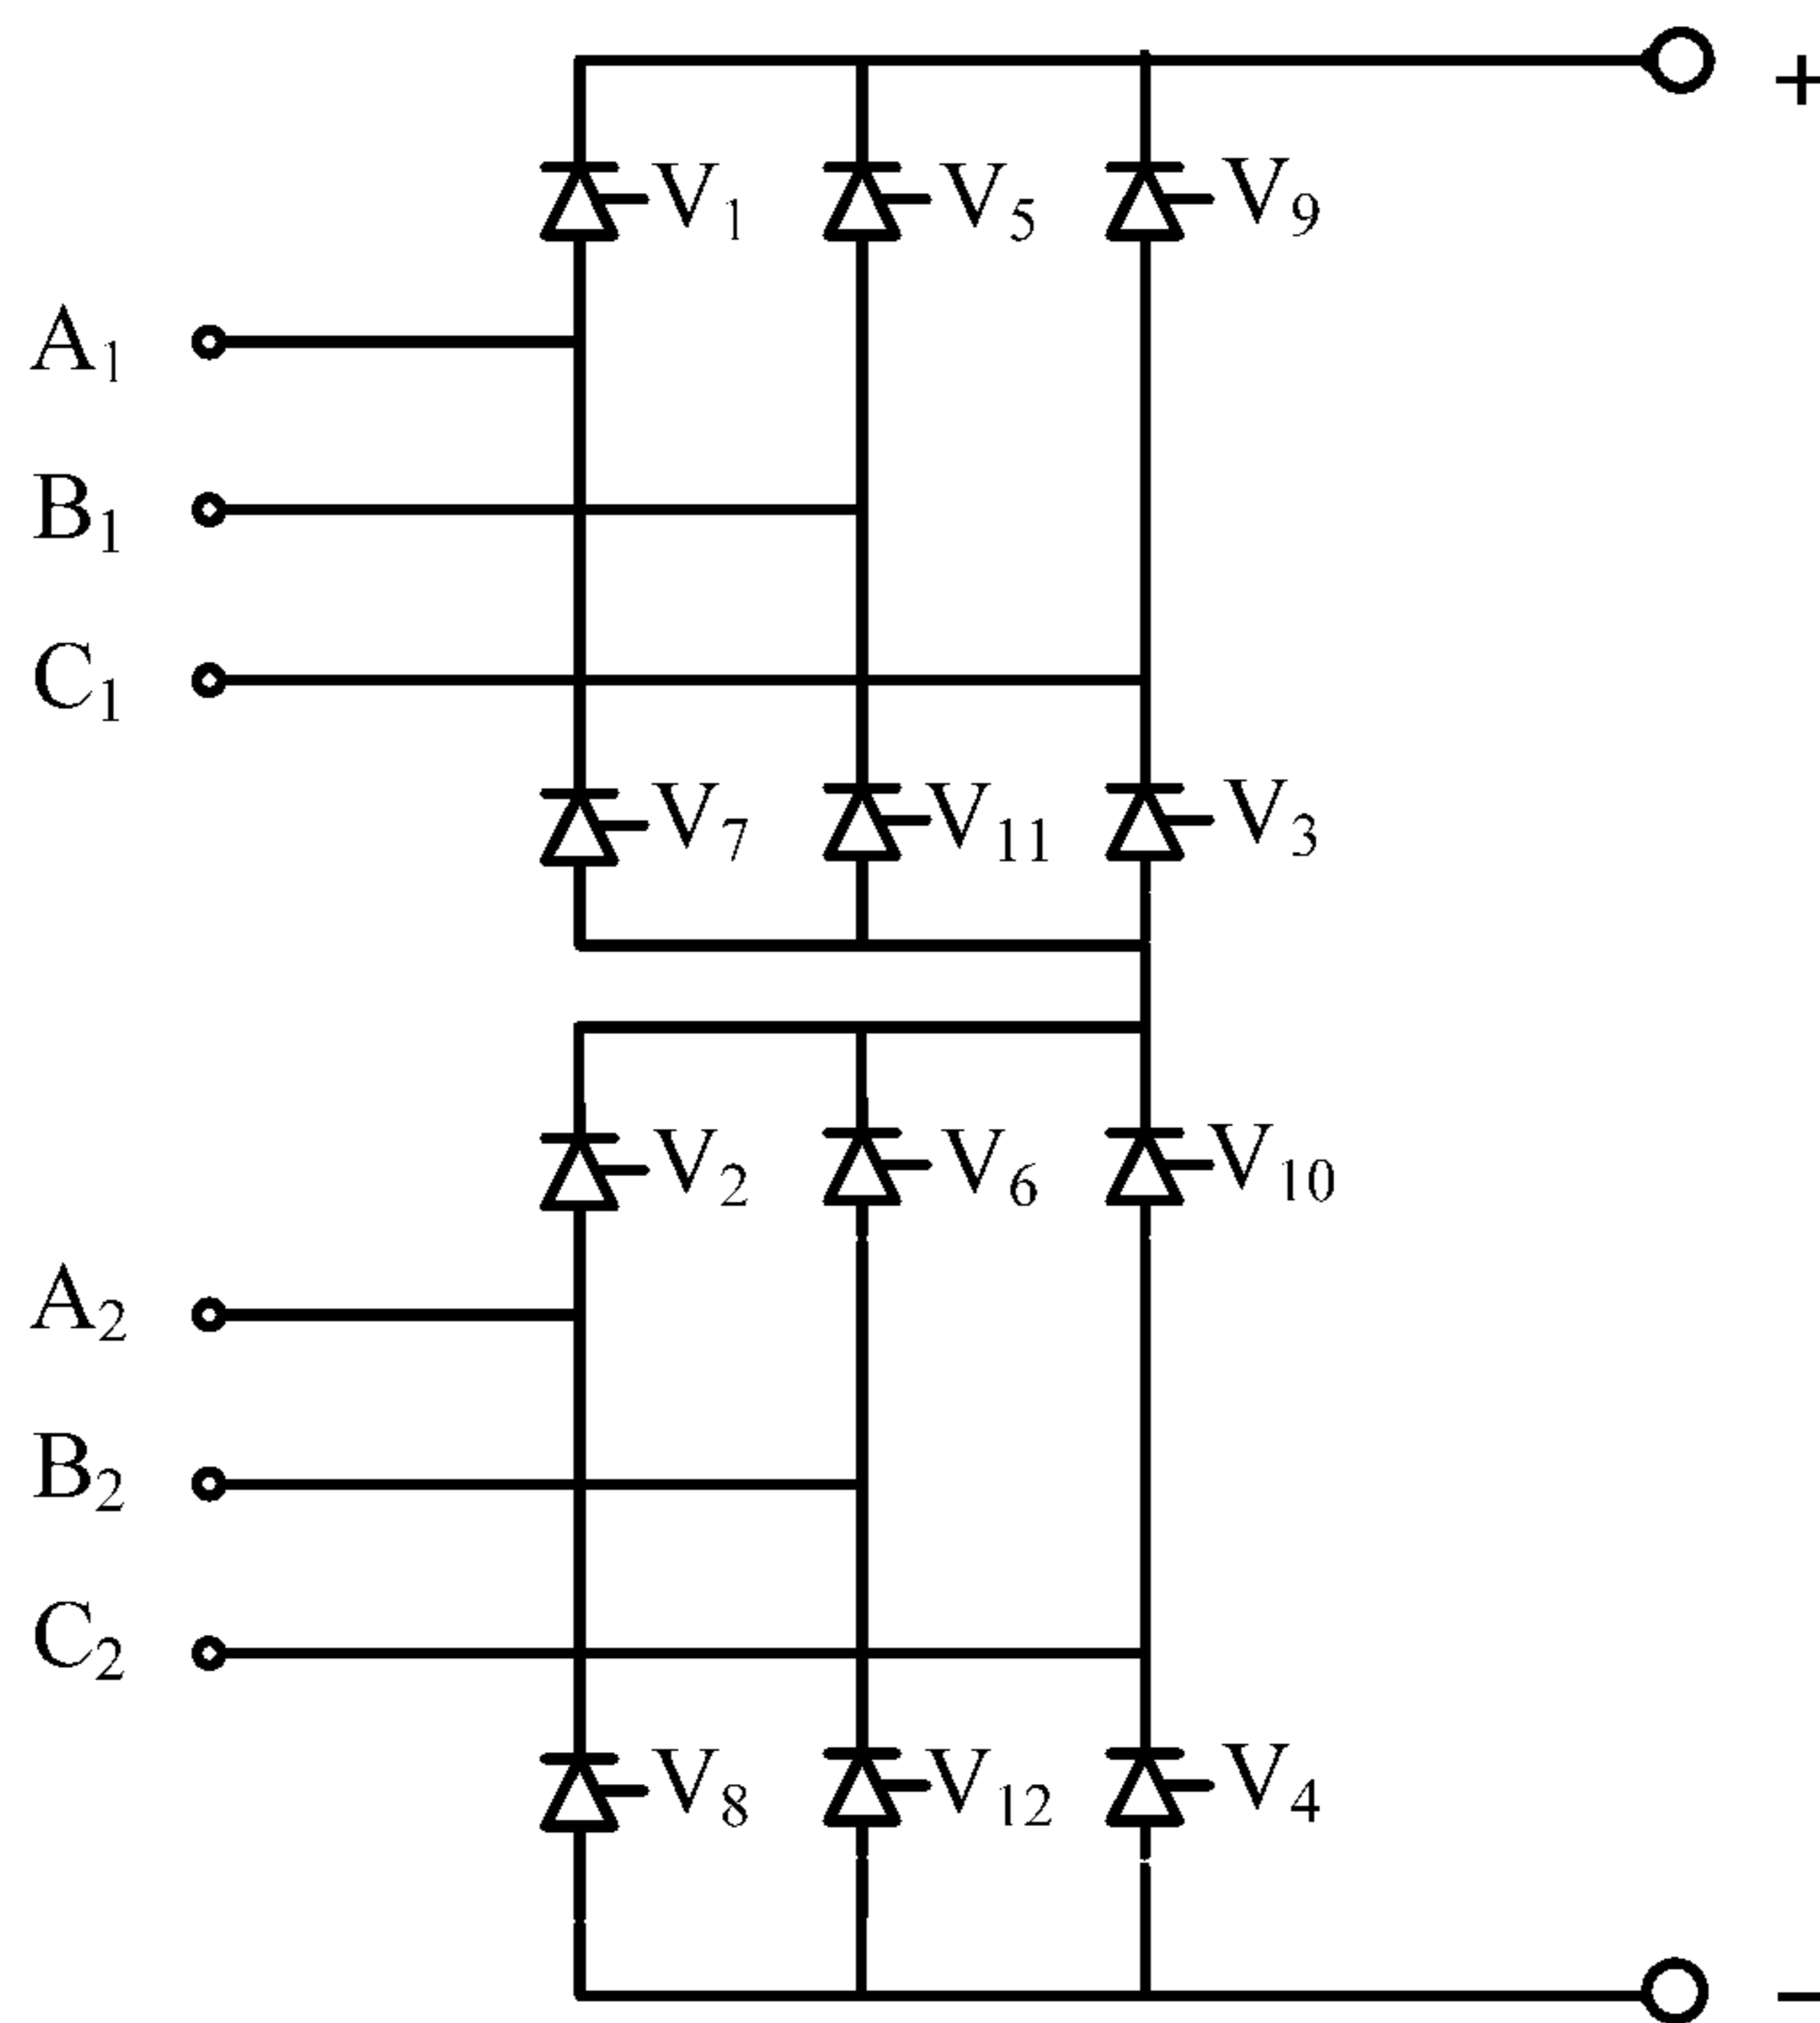 +
V₁ V₅ V₉
A₁
B₁
C₁
V₇ V₁₁ V₃
V₂ V₆ V₁₀
A₂
B₂
C₂
V₈ V₁₂ V₄
−